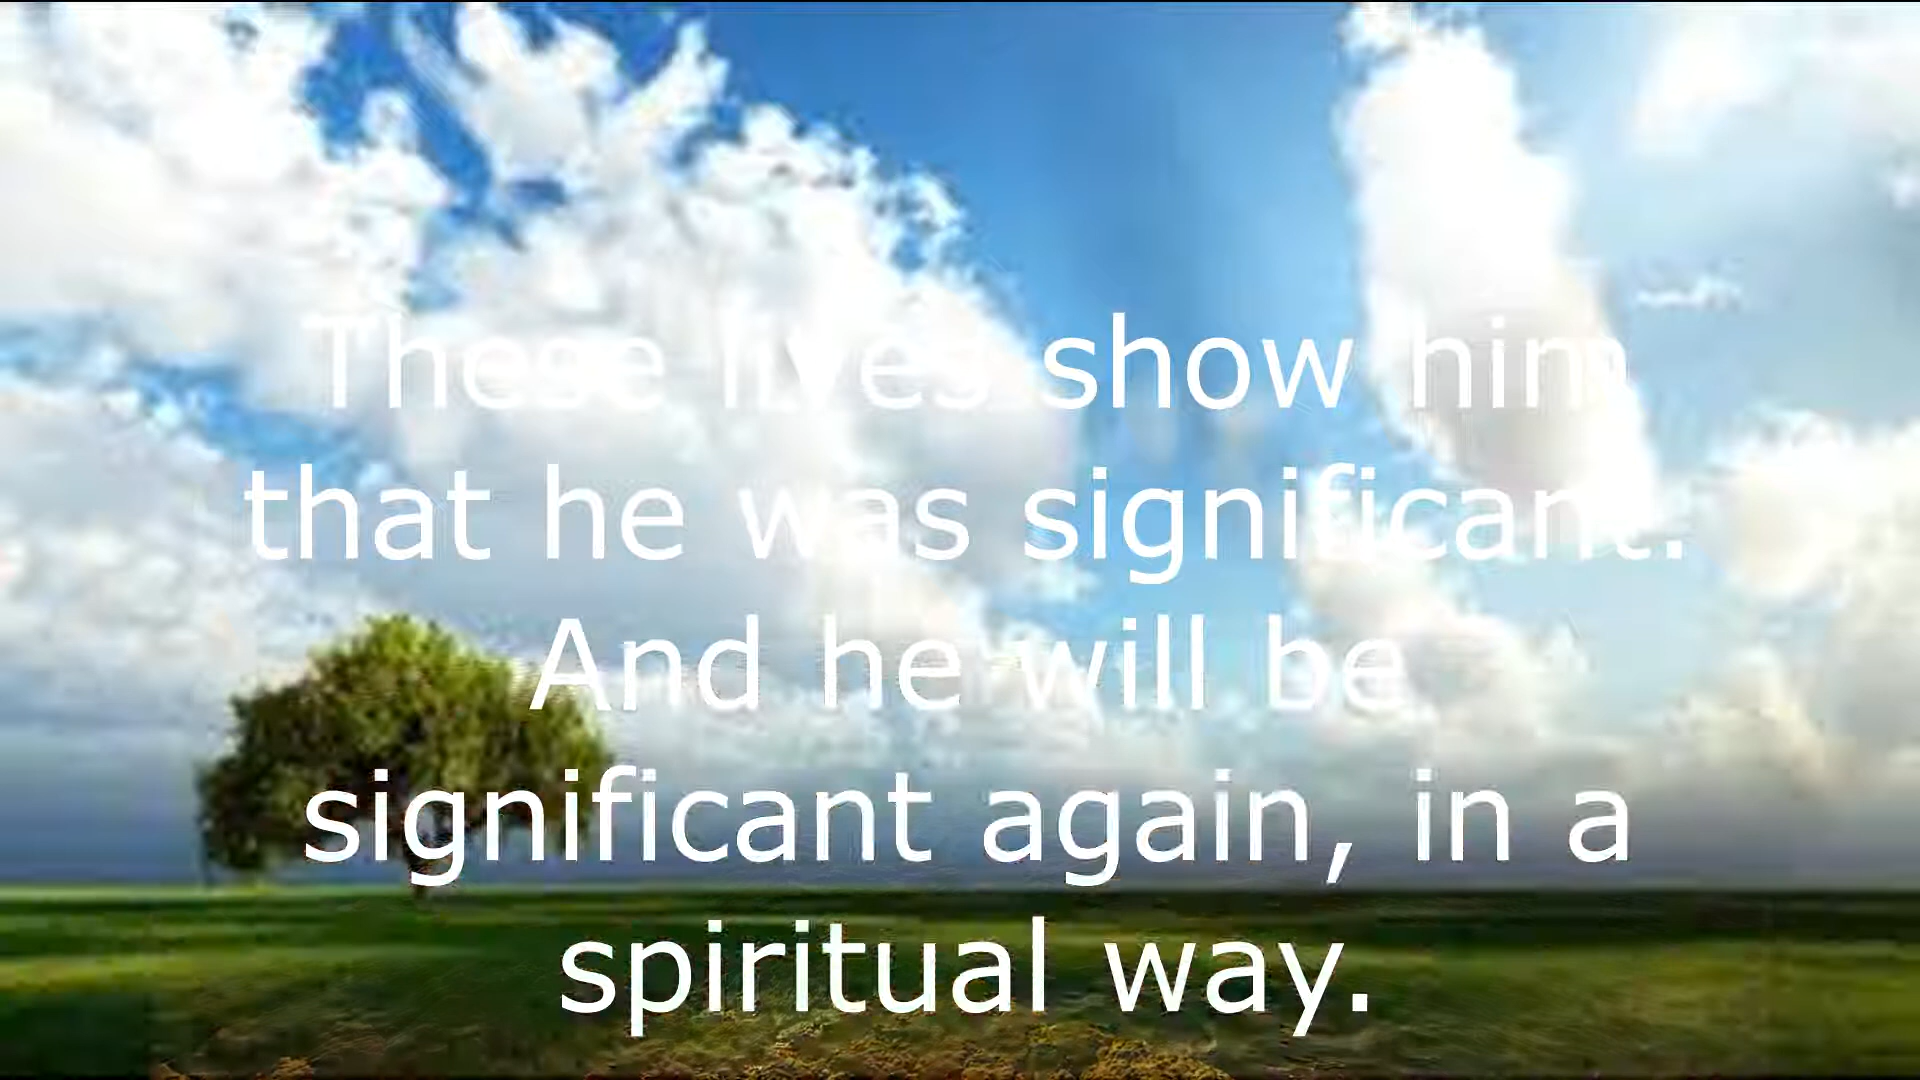 These lives show him
that he was significant.
And he will be
significant again, in a
spiritual way.